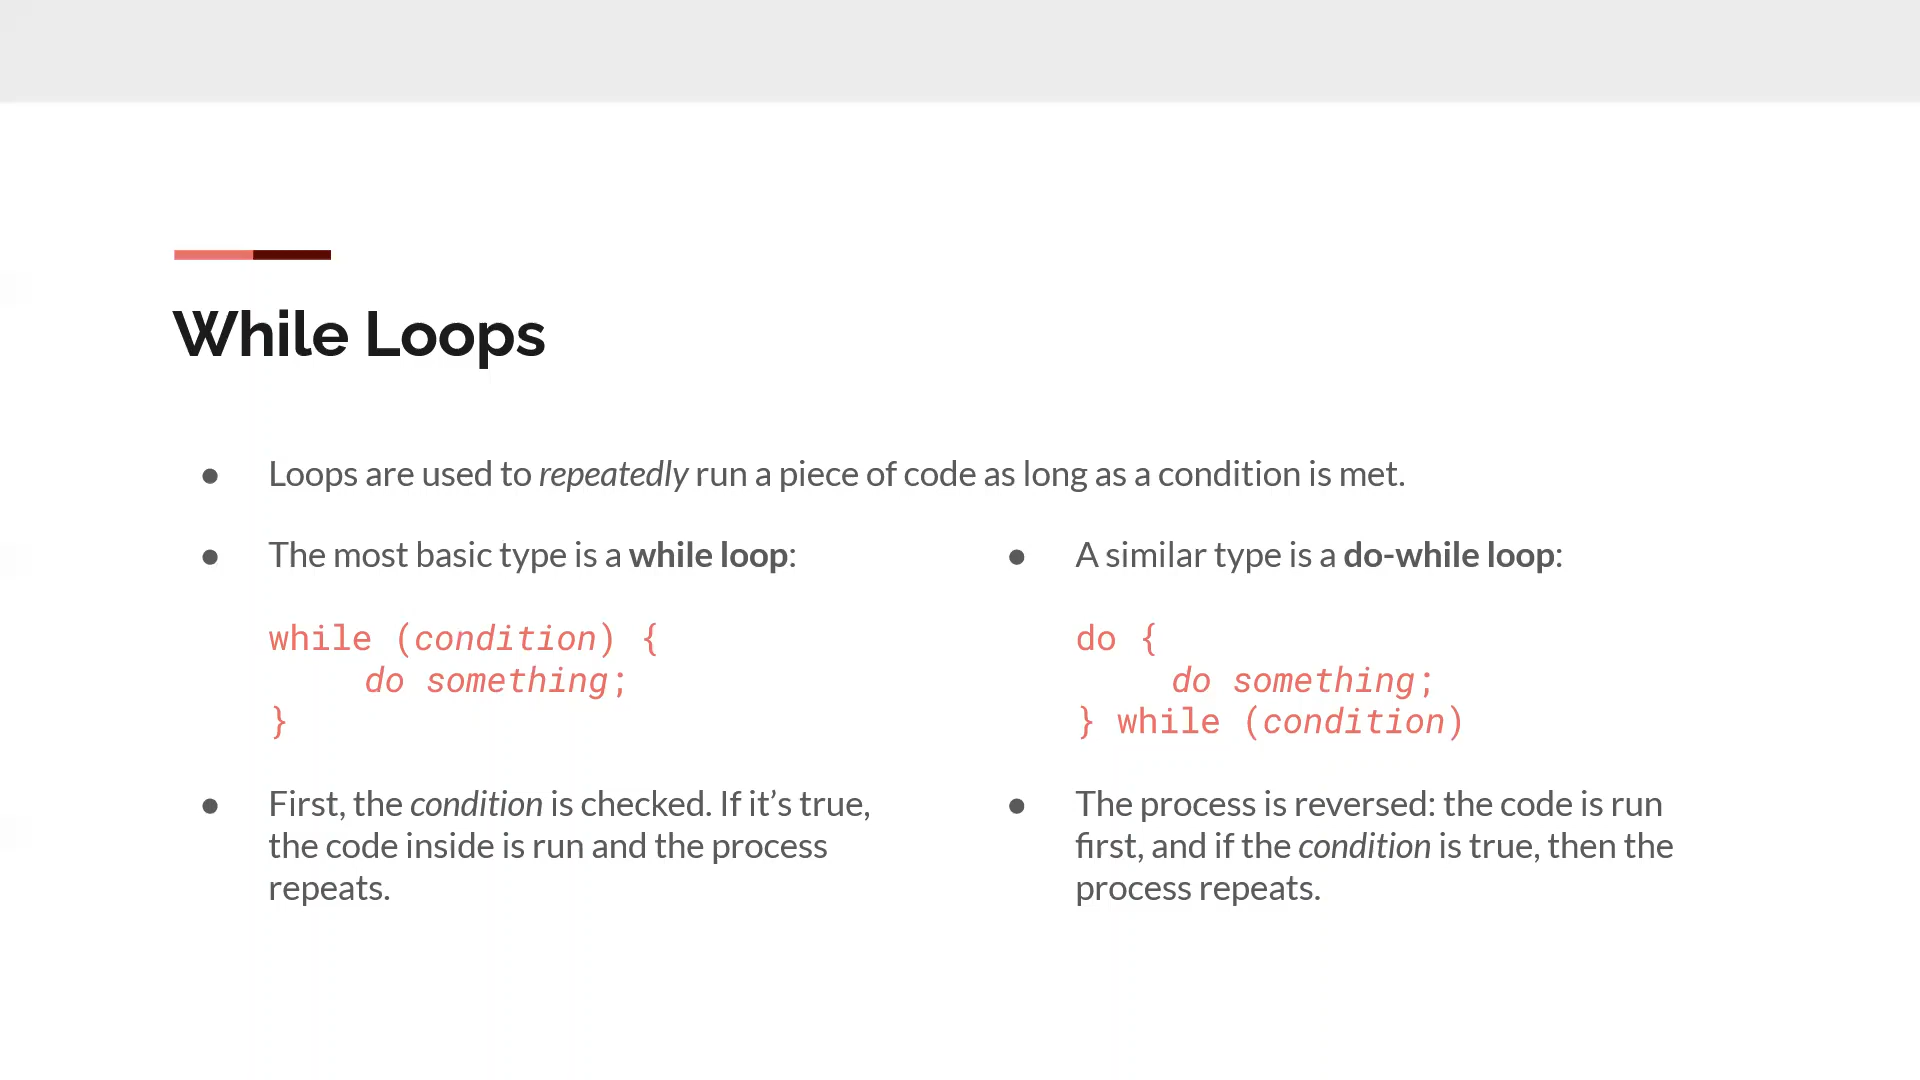 While Loops
● Loops are used to repeatedly run a piece of code as long as a condition is met.
● The most basic type is a while loop:
while (condition) {
do something;
}
● First, the condition is checked. If it’s true,
the code inside is run and the process
repeats.
● A similar type is a do-while loop:
do {
do something;
} while (condition)
● The process is reversed: the code is run
first, and if the condition is true, then the
process repeats.